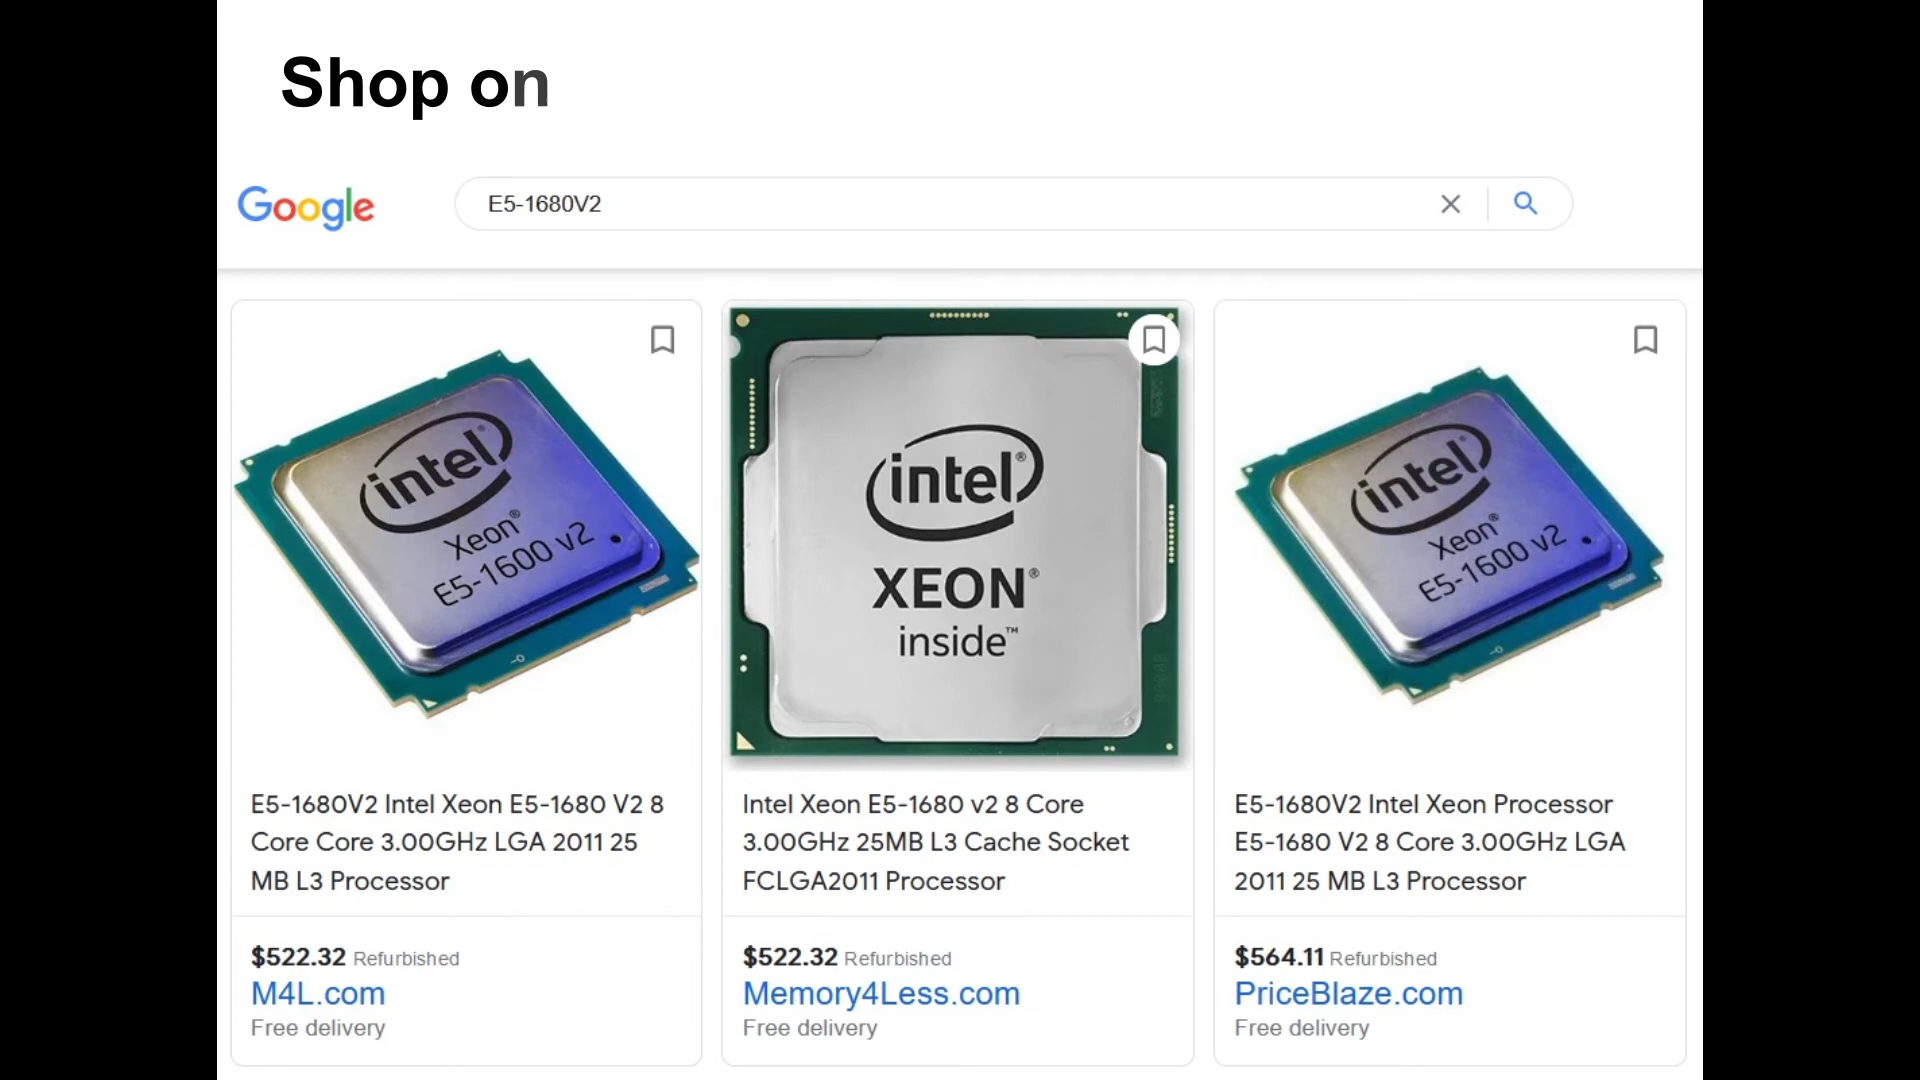 Shop on
Google
E5-1680V2
intel®
Xeon®
E5-1600 v2
intel®
XEON®
inside™
intel®
Xeon®
E5-1600 v2
E5-1680V2 Intel Xeon E5-1680 V2 8
Core Core 3.00GHz LGA 2011 25
MB L3 Processor
Intel Xeon E5-1680 v2 8 Core
3.00GHz 25MB L3 Cache Socket
FCLGA2011 Processor
E5-1680V2 Intel Xeon Processor
E5-1680 V2 8 Core 3.00GHz LGA
2011 25 MB L3 Processor
$522.32 Refurbished
M4L.com
Free delivery
$522.32 Refurbished
Memory4Less.com
Free delivery
$564.11 Refurbished
PriceBlaze.com
Free delivery